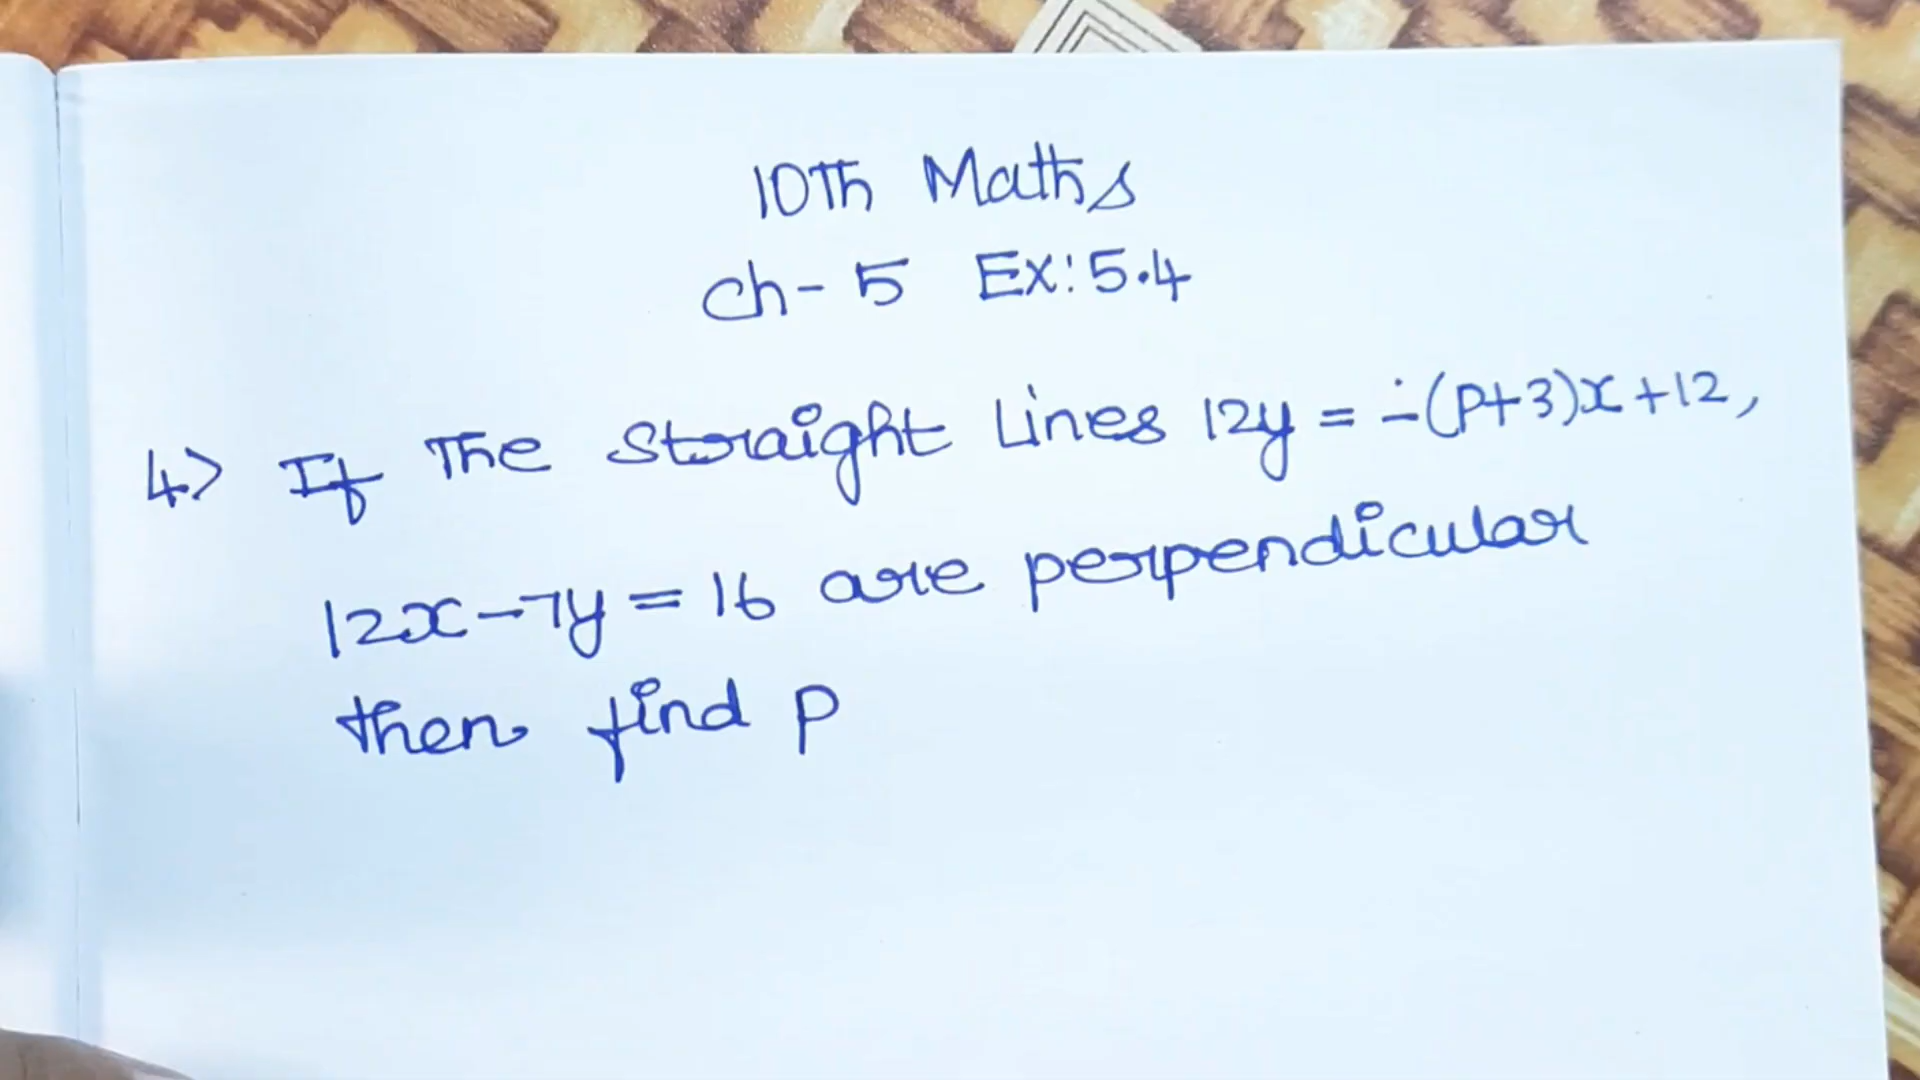 10Th Maths
Ch-5 Ex:5.4
4> If The Straight Lines 12y = -(P+3)x+12,
12x-7y=16 are perpendicular
then find p